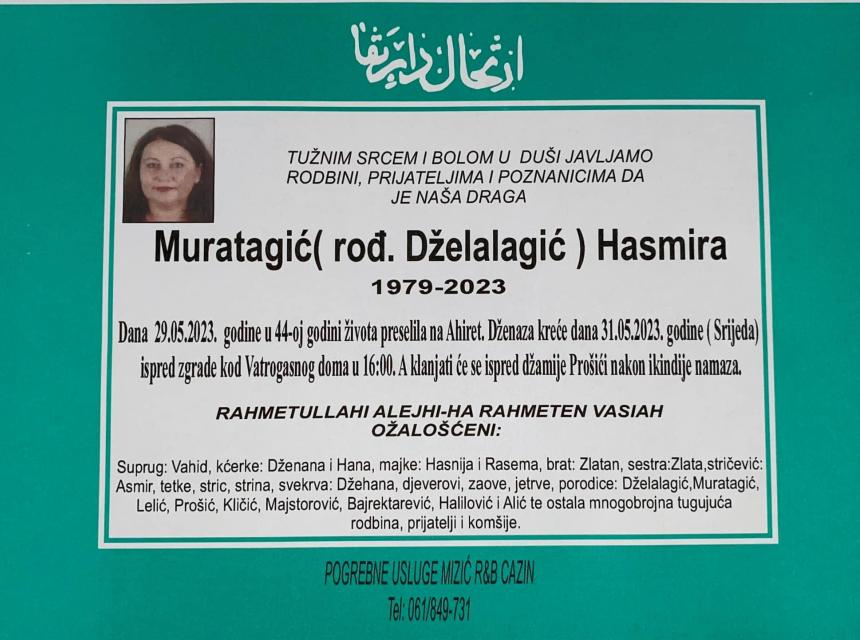 ارتحال دار بقا
TUŽNIM SRCEM I BOLOM U DUŠI JAVLJAMO
RODBINI, PRIJATELJIMA I POZNANICIMA DA
JE NAŠA DRAGA
Muratagić( rođ. Dželalagić ) Hasmira
1979-2023
Dana 29.05.2023. godine u 44-oj godini života preselila na Ahiret. Dženaza kreće dana 31.05.2023. godine ( Srijeda)
ispred zgrade kod Vatrogasnog doma u 16:00. A klanjati će se ispred džamije Prošići nakon ikindije namaza.
RAHMETULLAHI ALEJHI-HA RAHMETEN VASIAH
OŽALOŠĆENI:
Suprug: Vahid, kćerke: Dženana i Hana, majke: Hasnija i Rasema, brat: Zlatan, sestra:Zlata,stričević:
Asmir, tetke, stric, strina, svekrva: Džehana, djeverovi, zaove, jetrve, porodice: Dželalagić,Muratagić,
Lelić, Prošić, Kličić, Majstorović, Bajrektarević, Halilović i Alić te ostala mnogobrojna tugujuća
rodbina, prijatelji i komšije.
POGREBNE USLUGE MIZIĆ R&B CAZIN
Tel: 061/849-731